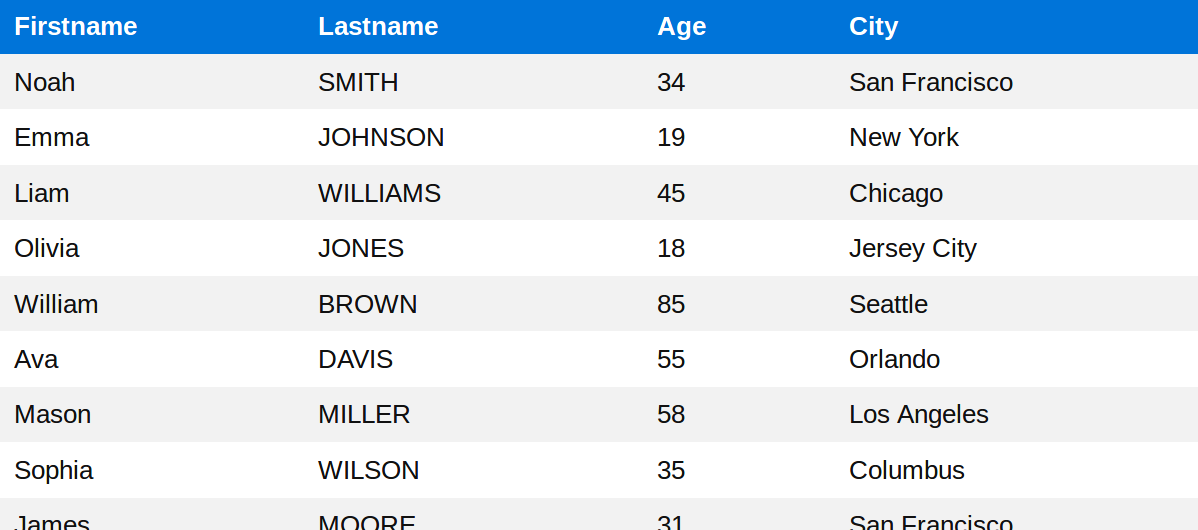 Firstname Lastname Age City
Noah SMITH 34 San Francisco
Emma JOHNSON 19 New York
Liam WILLIAMS 45 Chicago
Olivia JONES 18 Jersey City
William BROWN 85 Seattle
Ava DAVIS 55 Orlando
Mason MILLER 58 Los Angeles
Sophia WILSON 35 Columbus
James MOORE 31 San Francisco